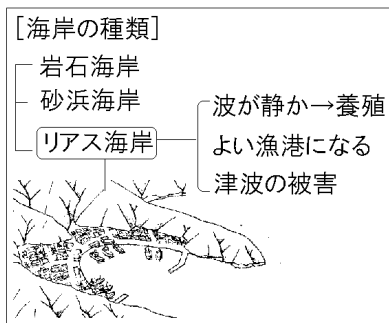 [海岸の種類]
岩石海岸
砂浜海岸
リアス海岸
波が静か→養殖
よい漁港になる
津波の被害